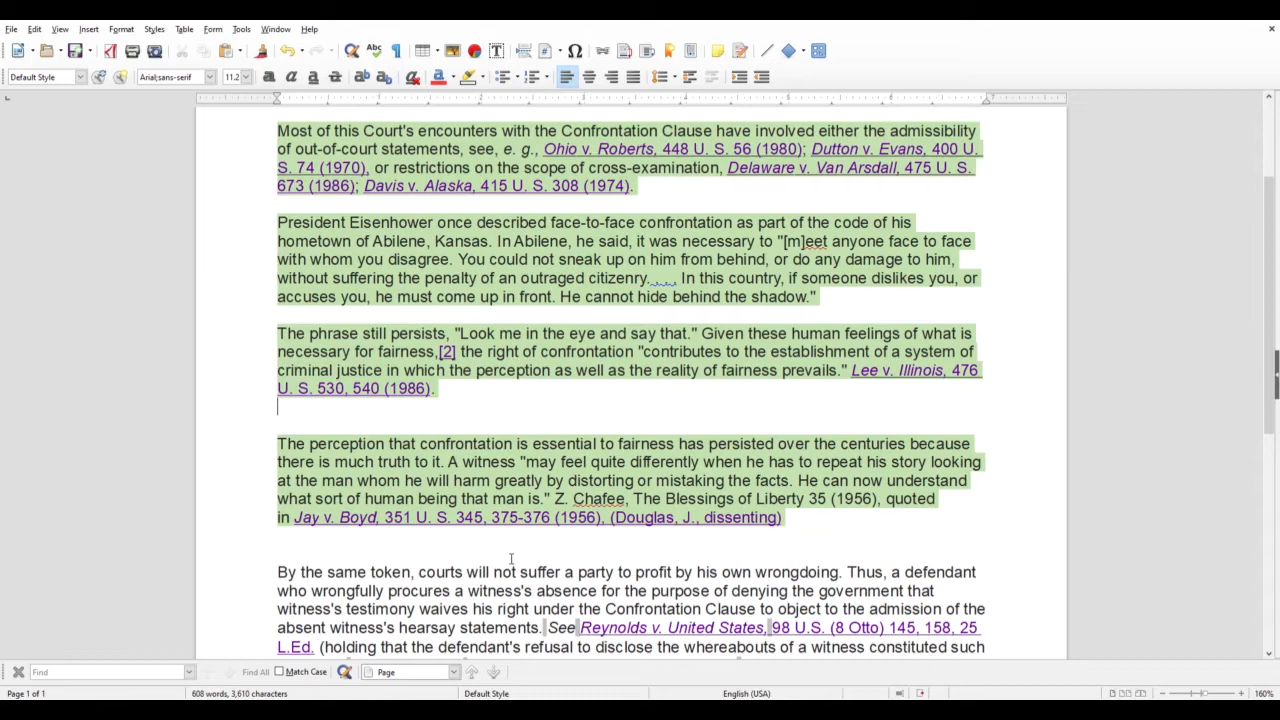 File Edit View Insert Format Styles Table Form Tools Window Help
Default Style Arial;sans-serif 11.2
Most of this Court's encounters with the Confrontation Clause have involved either the admissibility
of out-of-court statements, see, e. g., Ohio v. Roberts, 448 U. S. 56 (1980); Dutton v. Evans, 400 U.
S. 74 (1970), or restrictions on the scope of cross-examination, Delaware v. Van Arsdall, 475 U. S.
673 (1986); Davis v. Alaska, 415 U. S. 308 (1974).
President Eisenhower once described face-to-face confrontation as part of the code of his
hometown of Abilene, Kansas. In Abilene, he said, it was necessary to "[m]eet anyone face to face
with whom you disagree. You could not sneak up on him from behind, or do any damage to him,
without suffering the penalty of an outraged citizenry. . . . In this country, if someone dislikes you, or
accuses you, he must come up in front. He cannot hide behind the shadow."
The phrase still persists, "Look me in the eye and say that." Given these human feelings of what is
necessary for fairness,[2] the right of confrontation "contributes to the establishment of a system of
criminal justice in which the perception as well as the reality of fairness prevails." Lee v. Illinois, 476
U. S. 530, 540 (1986).
The perception that confrontation is essential to fairness has persisted over the centuries because
there is much truth to it. A witness "may feel quite differently when he has to repeat his story looking
at the man whom he will harm greatly by distorting or mistaking the facts. He can now understand
what sort of human being that man is." Z. Chafee, The Blessings of Liberty 35 (1956), quoted
in Jay v. Boyd, 351 U. S. 345, 375-376 (1956), (Douglas, J., dissenting)
By the same token, courts will not suffer a party to profit by his own wrongdoing. Thus, a defendant
who wrongfully procures a witness's absence for the purpose of denying the government that
witness's testimony waives his right under the Confrontation Clause to object to the admission of the
absent witness's hearsay statements. See Reynolds v. United States, 98 U.S. (8 Otto) 145, 158, 25
L.Ed. (holding that the defendant's refusal to disclose the whereabouts of a witness constituted such
Find Find All Match Case Page
Page 1 of 1 608 words, 3,610 characters Default Style English (USA) 160%